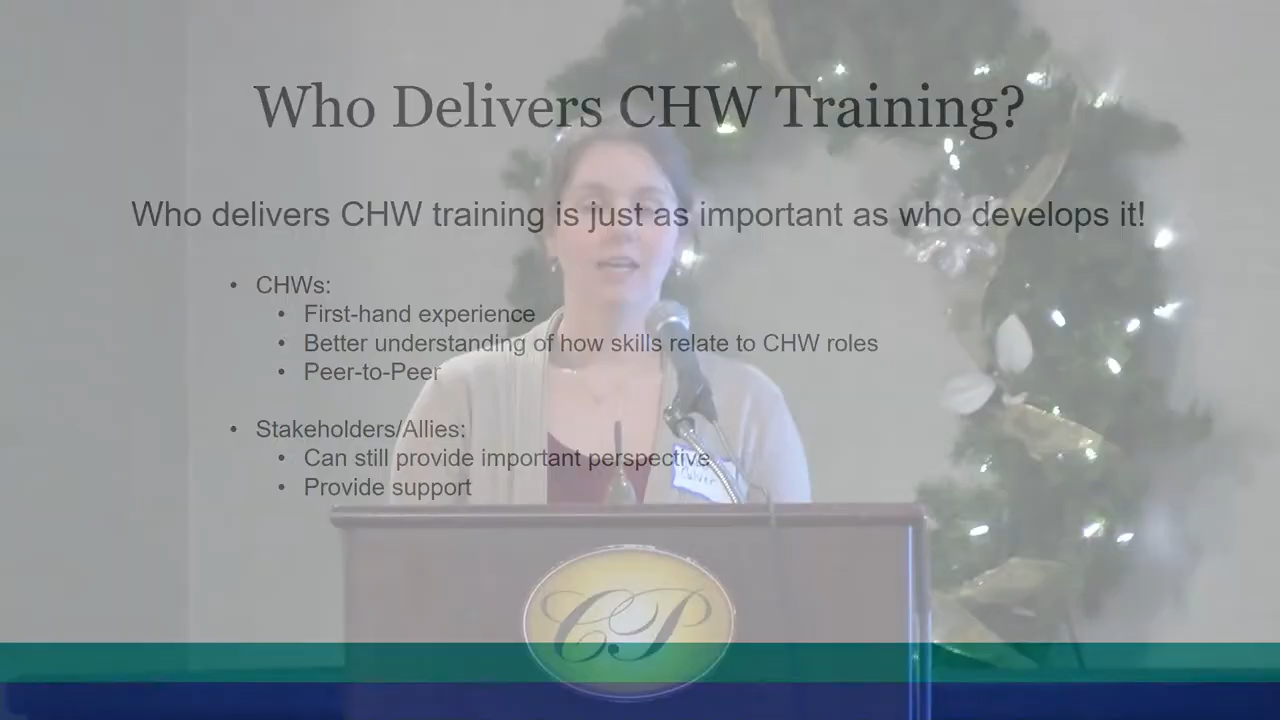 Who Delivers CHW Training?
Who delivers CHW training is just as important as who develops it!
• CHWs:
• First-hand experience
• Better understanding of how skills relate to CHW roles
• Peer-to-Peer
• Stakeholders/Allies:
• Can still provide important perspective
• Provide support
CP